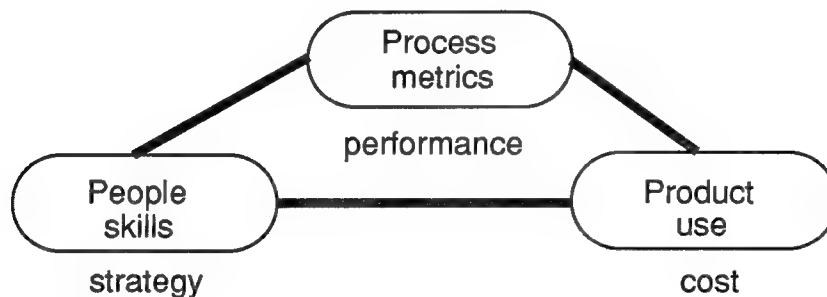 Process
metrics
performance
People
skills
Product
use
strategy
cost